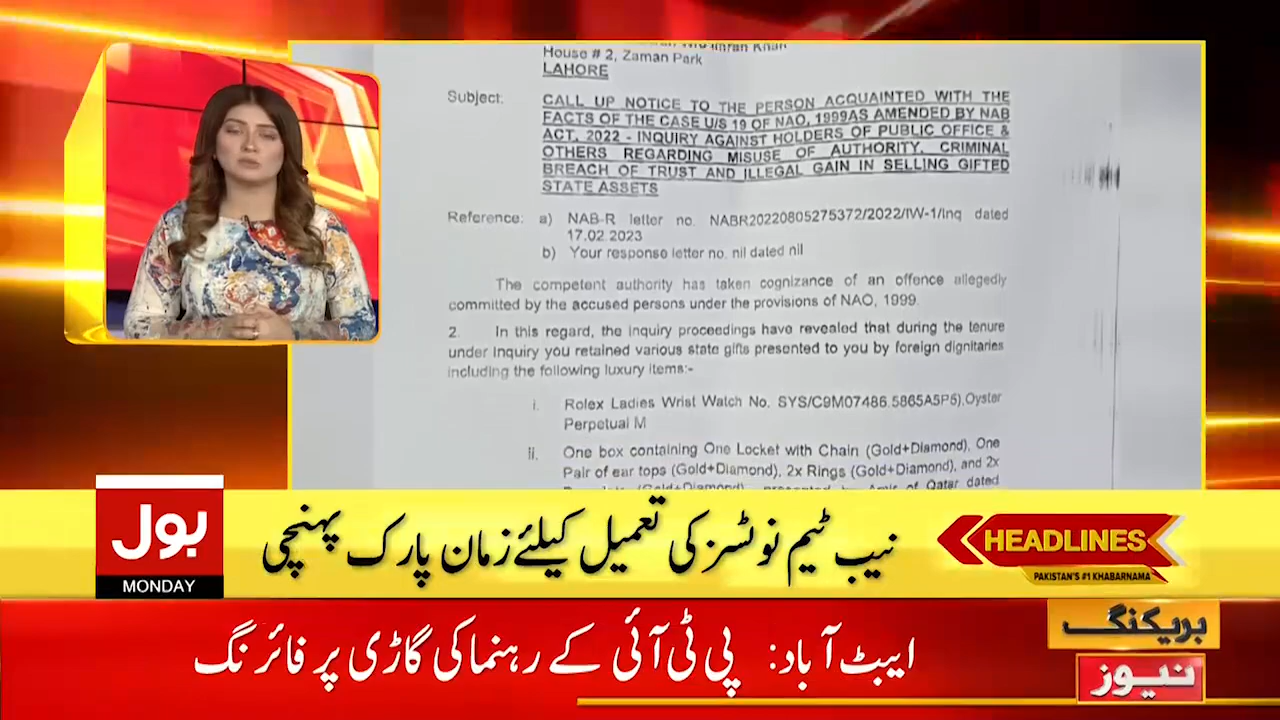 House # 2, Zaman Park
LAHORE
Subject: CALL UP NOTICE TO THE PERSON ACQUAINTED WITH THE
FACTS OF THE CASE U/S 19 OF NAO, 1999AS AMENDED BY NAB
ACT, 2022 - INQUIRY AGAINST HOLDERS OF PUBLIC OFFICE &
OTHERS REGARDING MISUSE OF AUTHORITY, CRIMINAL
BREACH OF TRUST AND ILLEGAL GAIN IN SELLING GIFTED
STATE ASSETS
Reference: a) NAB-R letter no. NABR20220805275372/2022/IW-1/Inq dated
17.02.2023
b) Your response letter no. nil dated nil
The competent authority has taken cognizance of an offence allegedly
committed by the accused persons under the provisions of NAO, 1999.
2. In this regard, the inquiry proceedings have revealed that during the tenure
under inquiry you retained various state gifts presented to you by foreign dignitaries
including the following luxury items:-
i. Rolex Ladies Wrist Watch No. SYS/C9M07486.5865A5P5),Oyster
Perpetual M
ii. One box containing One Locket with Chain (Gold+Diamond), One
Pair of ear tops (Gold+Diamond), 2x Rings (Gold+Diamond), and 2x
(Gold+Diamond) presented by Amir of Qatar dated
بول
MONDAY
نیب ٹیم نوٹسز کی تعمیل کیلئے زمان پارک پہنچی
HEADLINES
PAKISTAN'S #1 KHABARNAMA
ایبٹ آباد: پی ٹی آئی کے رہنما کی گاڑی پر فائرنگ
بریکنگ
نیوز